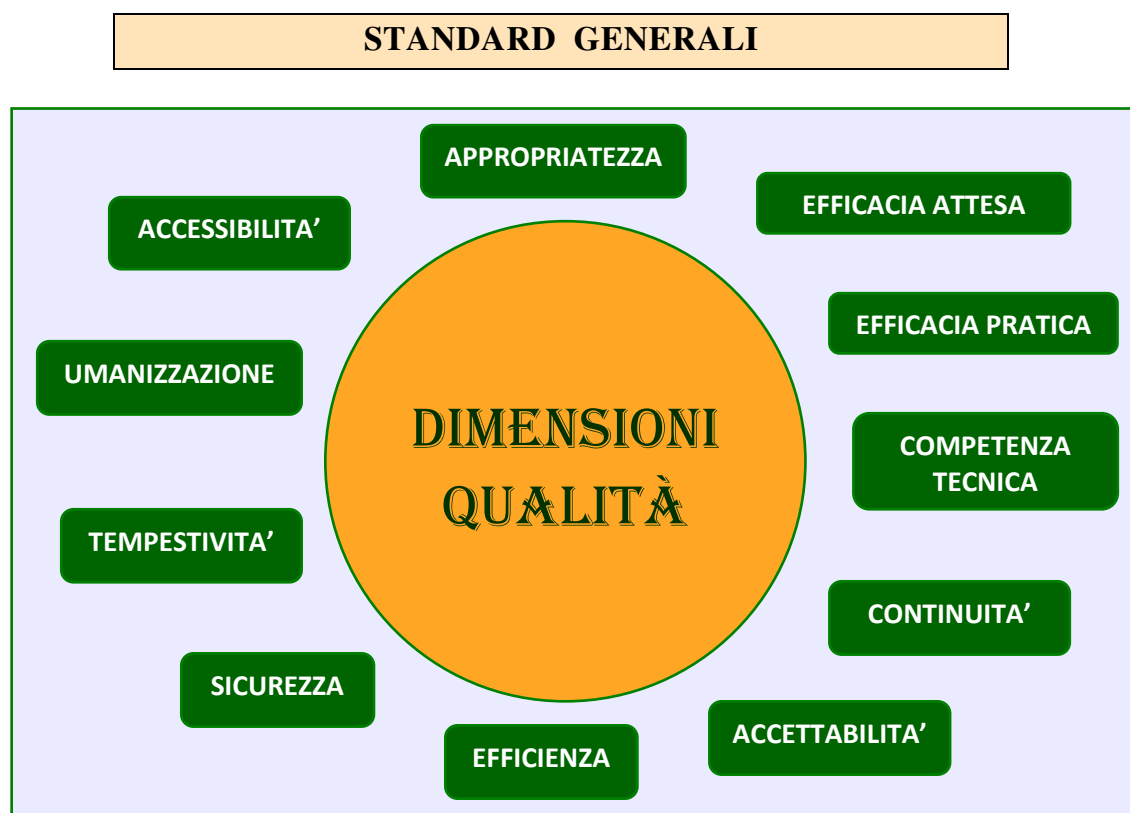 STANDARD GENERALI
APPROPRIATEZZA
EFFICACIA ATTESA
ACCESSIBILITA’
EFFICACIA PRATICA
UMANIZZAZIONE
DIMENSIONI
QUALITÀ
COMPETENZA
TECNICA
TEMPESTIVITA’
CONTINUITA’
SICUREZZA
ACCETTABILITA’
EFFICIENZA